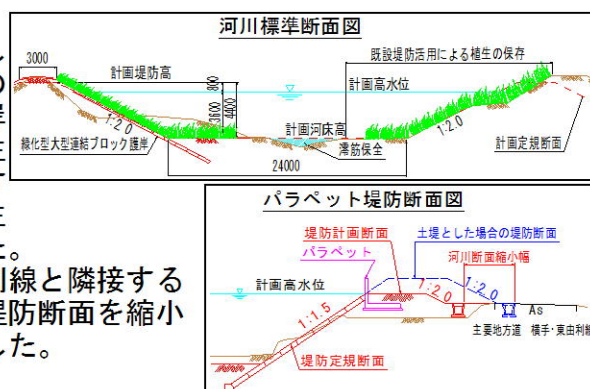 河川標準断面図
3000
計画堤防高
既設堤防活用による植生の保存
800
計画高水位
3600
4400
1:2.0
計画河床高
1:2.0
緑化型大型連結ブロック護岸
澪筋保全
計画定規断面
24000
パラペット堤防断面図
た。
川線と隣接する
堤防断面を縮小
した。
堤防計画断面
土堤とした場合の堤防断面
パラペット
河川断面縮小幅
計画高水位
1:2.0
1:2.0
As
1:1.5
主要地方道 横手・東由利線
堤防定規断面